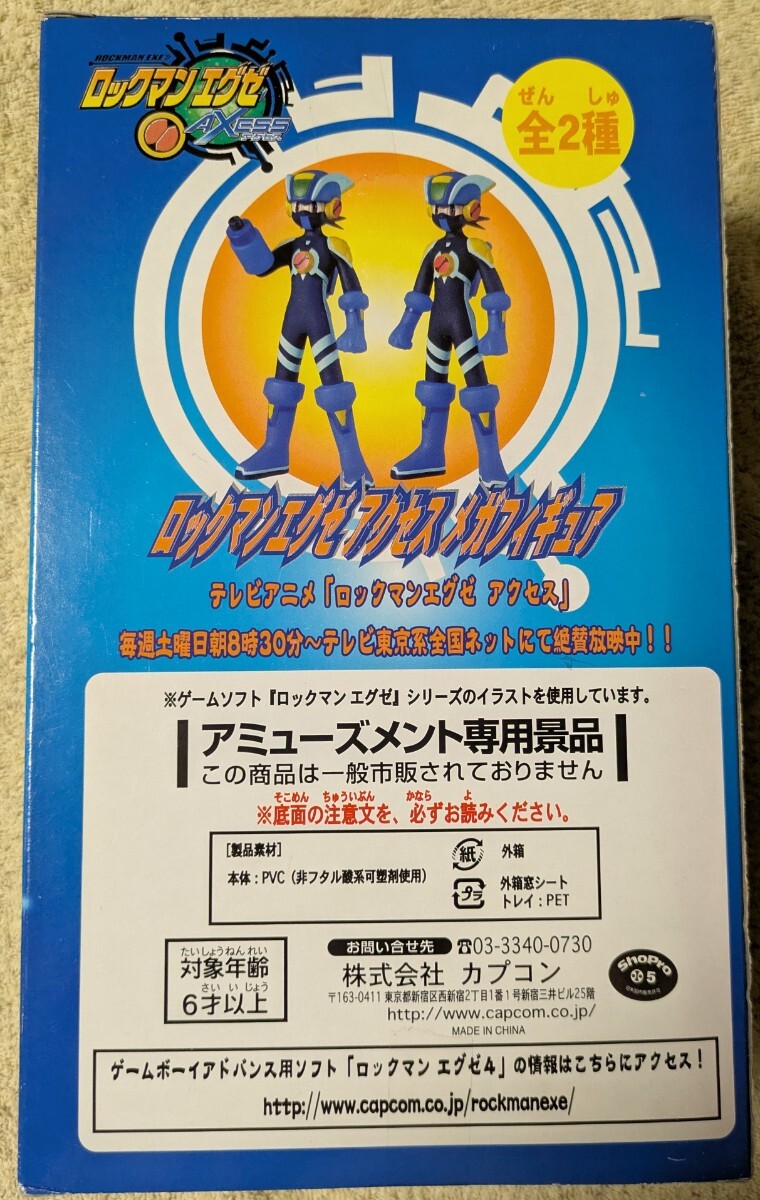 ROCKMAN EXE
ロックマン エグゼ
AXESS
アクセス
ぜん しゅ
全2種
ロックマンエグゼ アクセス メガフィギュア
テレビアニメ「ロックマンエグゼ アクセス」
毎週土曜日朝8時30分～テレビ東京系全国ネットにて絶賛放映中！！
※ゲームソフト『ロックマン エグゼ』シリーズのイラストを使用しています。
アミューズメント専用景品
この商品は一般市販されておりません
そこめん ちゅういぶん かなら よ
※底面の注意文を、必ずお読みください。
［製品素材］
本体：PVC（非フタル酸系可塑剤使用）
紙 外箱
プラ 外箱窓シート
トレイ：PET
たいしょうねんれい
対象年齢
さい いじょう
6才以上
お問い合せ先 ☎03-3340-0730
株式会社 カプコン
〒163-0411 東京都新宿区西新宿2丁目1番1号新宿三井ビル25階
http://www.capcom.co.jp/
MADE IN CHINA
ShoPro
5
ゲームボーイアドバンス用ソフト「ロックマン エグゼ4」の情報はこちらにアクセス！
http://www.capcom.co.jp/rockmanexe/